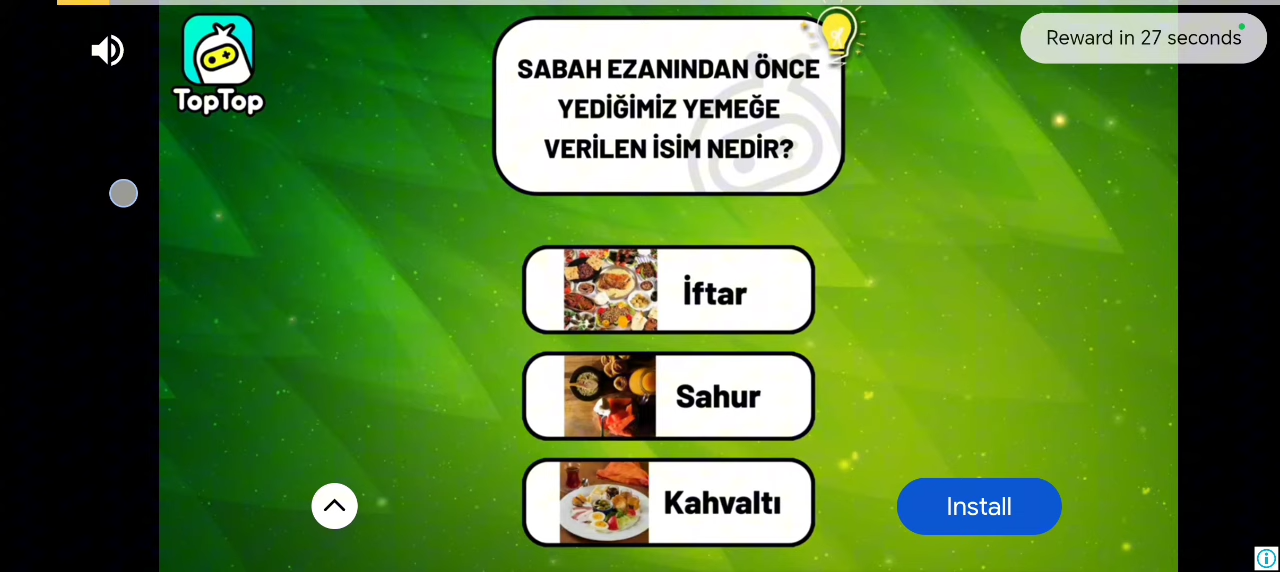 Reward in 27 seconds
TopTop
SABAH EZANINDAN ÖNCE
YEDİĞİMİZ YEMEĞE
VERİLEN İSİM NEDİR?
İftar
Sahur
Kahvaltı
Install